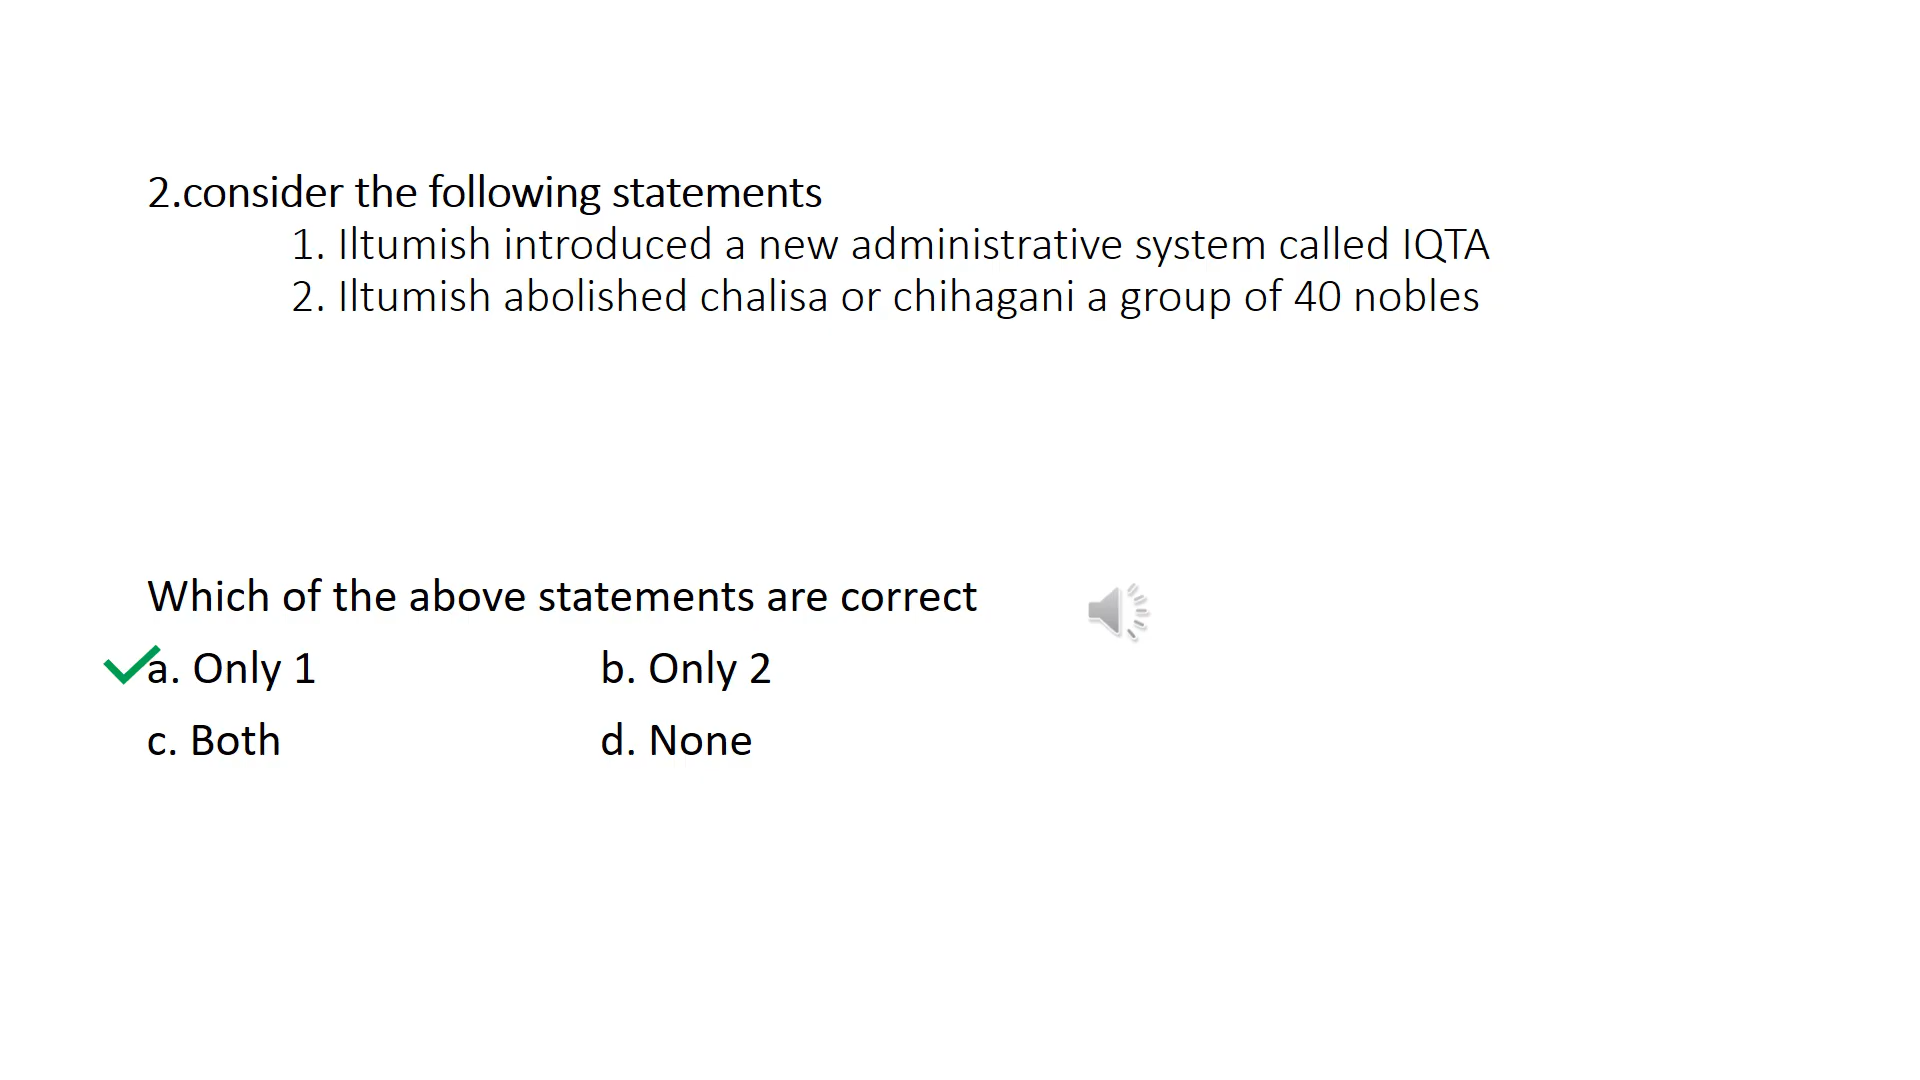 2.consider the following statements
1. Iltumish introduced a new administrative system called IQTA
2. Iltumish abolished chalisa or chihagani a group of 40 nobles
Which of the above statements are correct
a. Only 1 b. Only 2
c. Both d. None